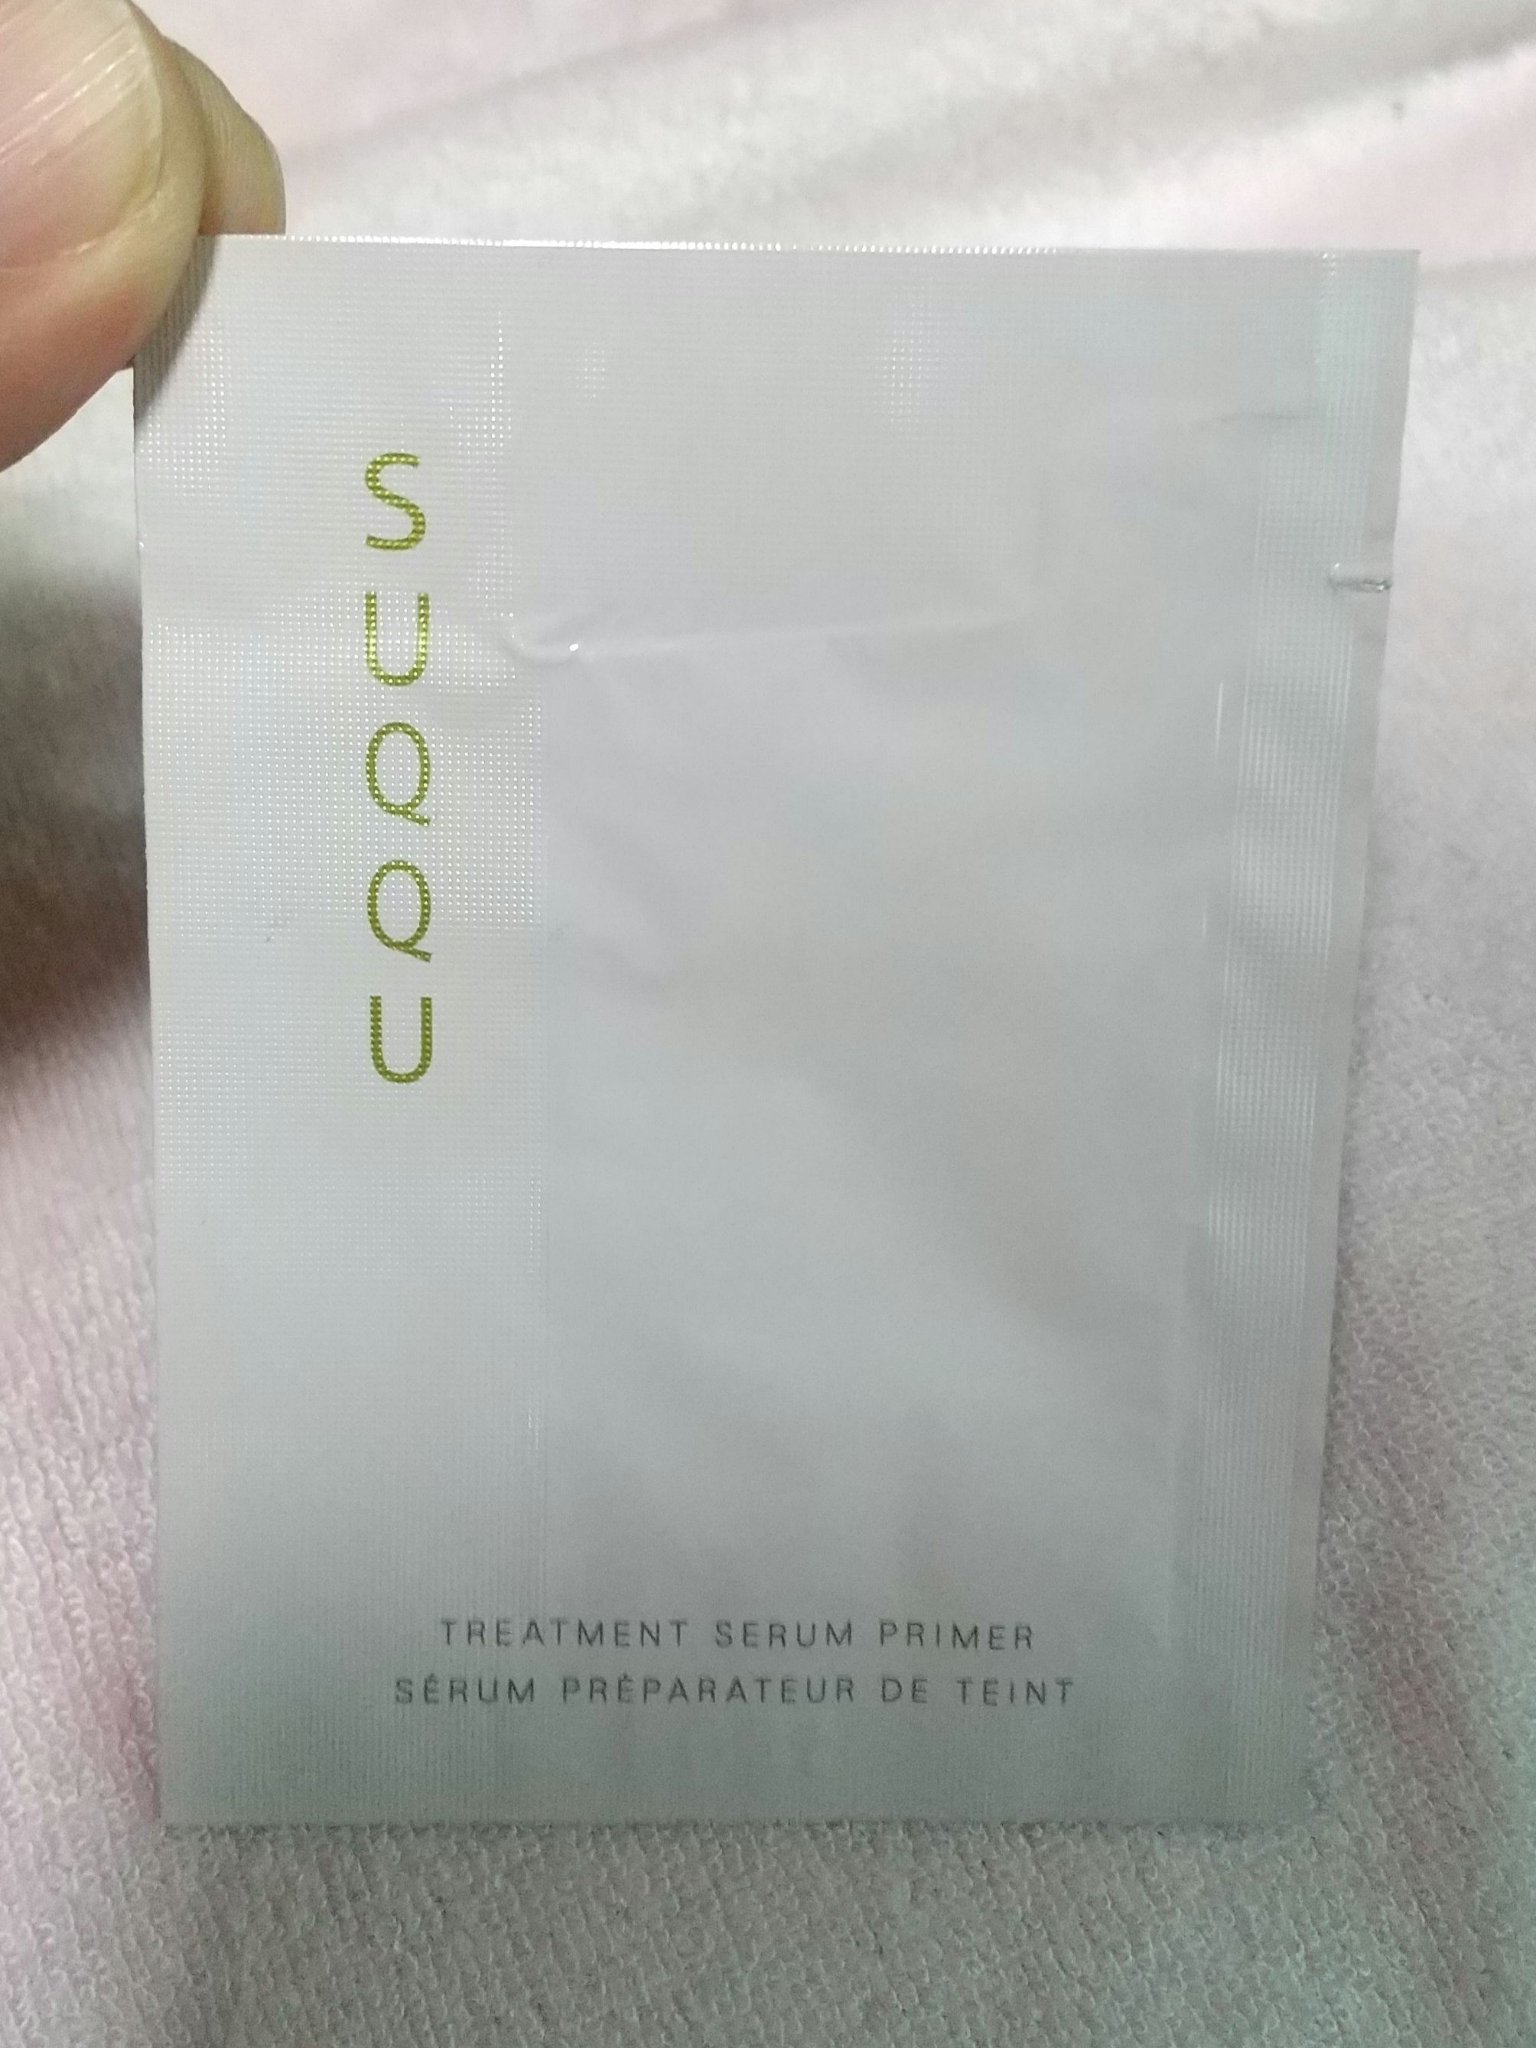 SUQQU
TREATMENT SERUM PRIMER
SÉRUM PRÉPARATEUR DE TEINT